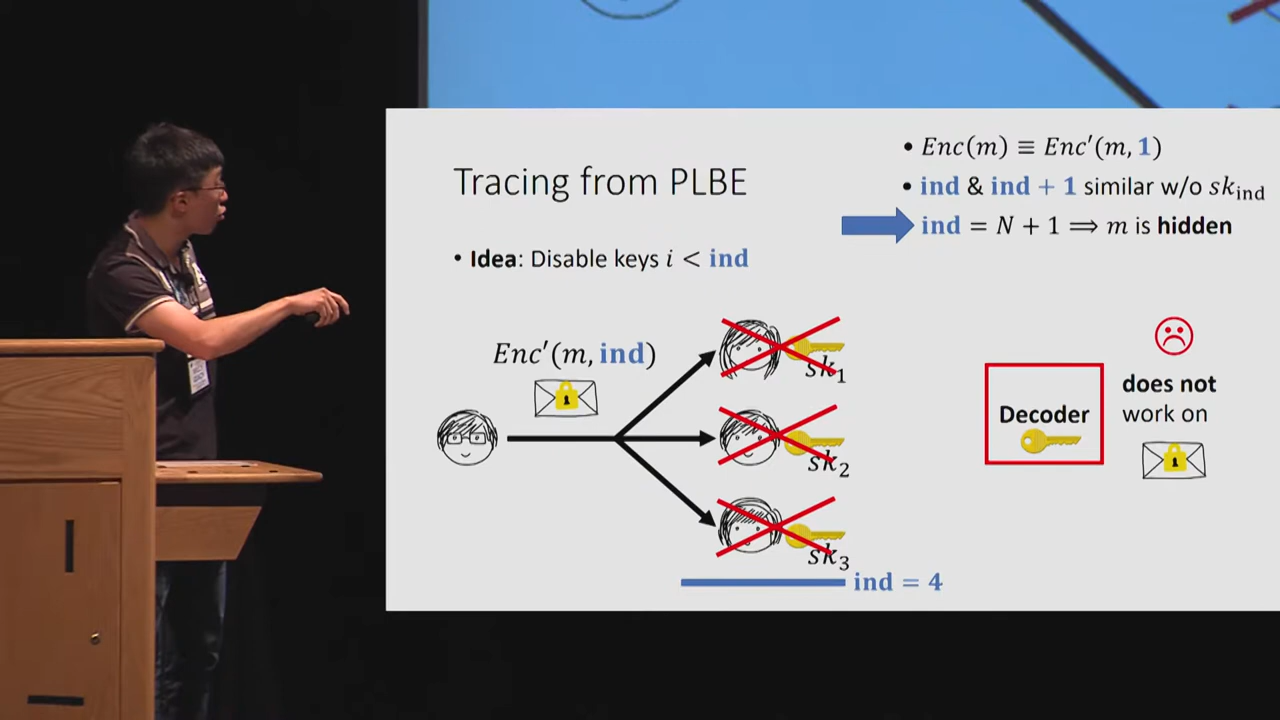 Tracing from PLBE
• Enc(m) ≡ Enc′(m, 1)
• ind & ind + 1 similar w/o sk_ind
ind = N + 1 ⟹ m is hidden
• Idea: Disable keys i < ind
Enc′(m, ind)
sk₁
sk₂
sk₃
ind = 4
Decoder
does not
work on